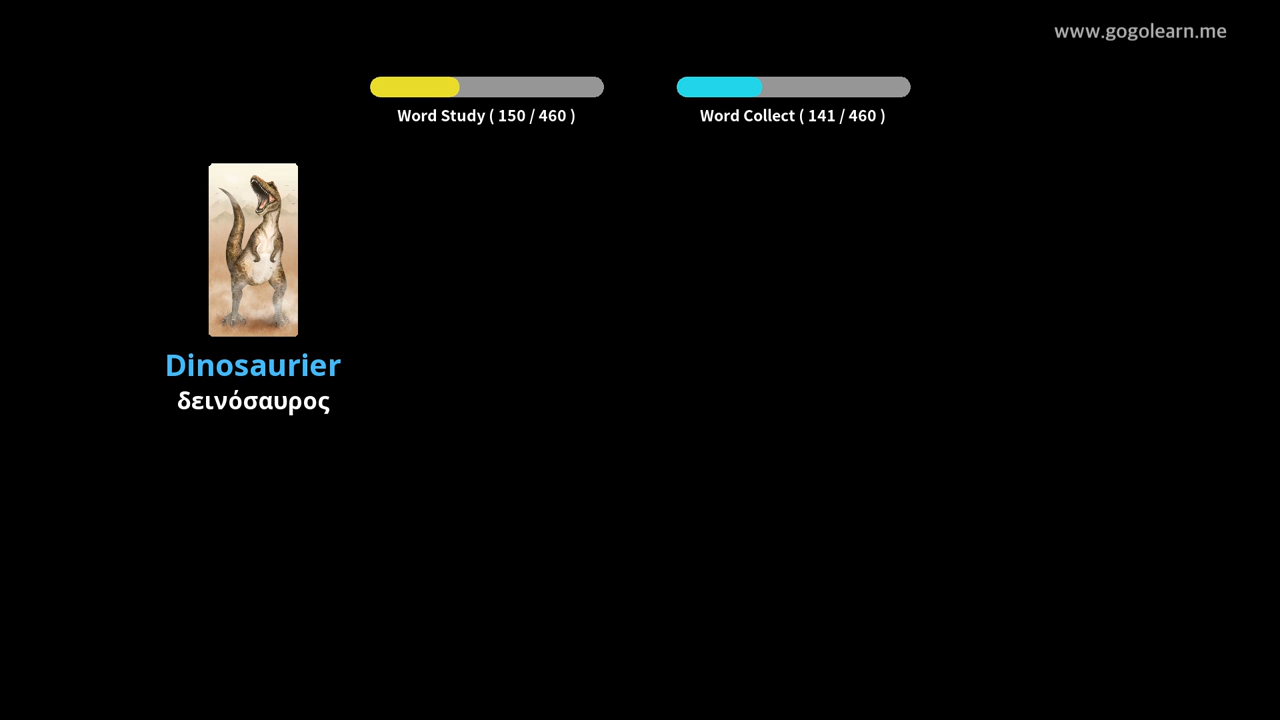 www.gogolearn.me
Word Study ( 150 / 460 )
Word Collect ( 141 / 460 )
Dinosaurier
δεινόσαυρος